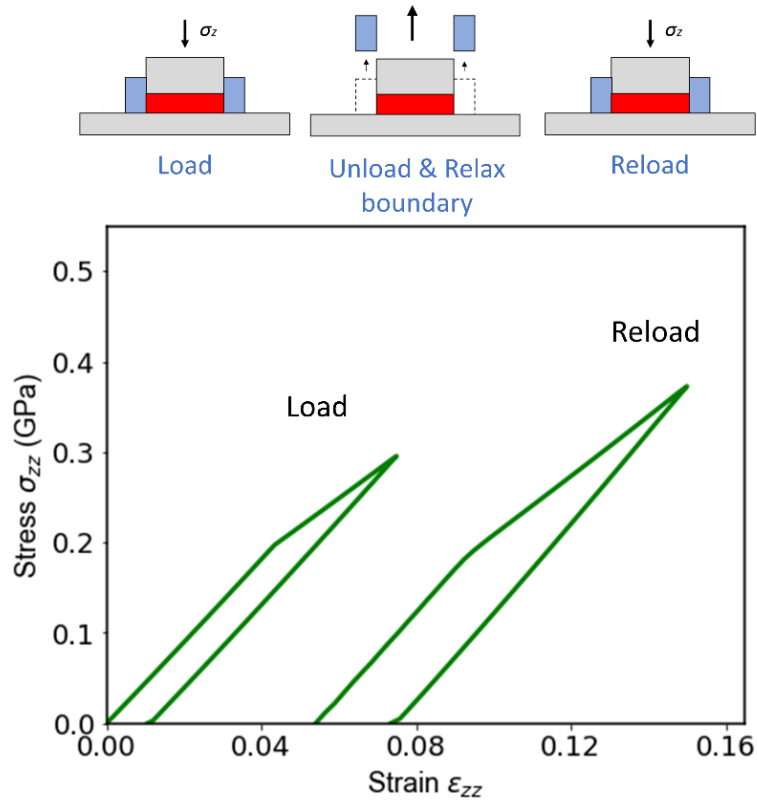 σz
σz
Load
Unload & Relax
boundary
Reload
0.5
0.4
0.3
0.2
0.1
0.0
Stress σzz (GPa)
Load
Reload
0.00
0.04
0.08
0.12
0.16
Strain εzz